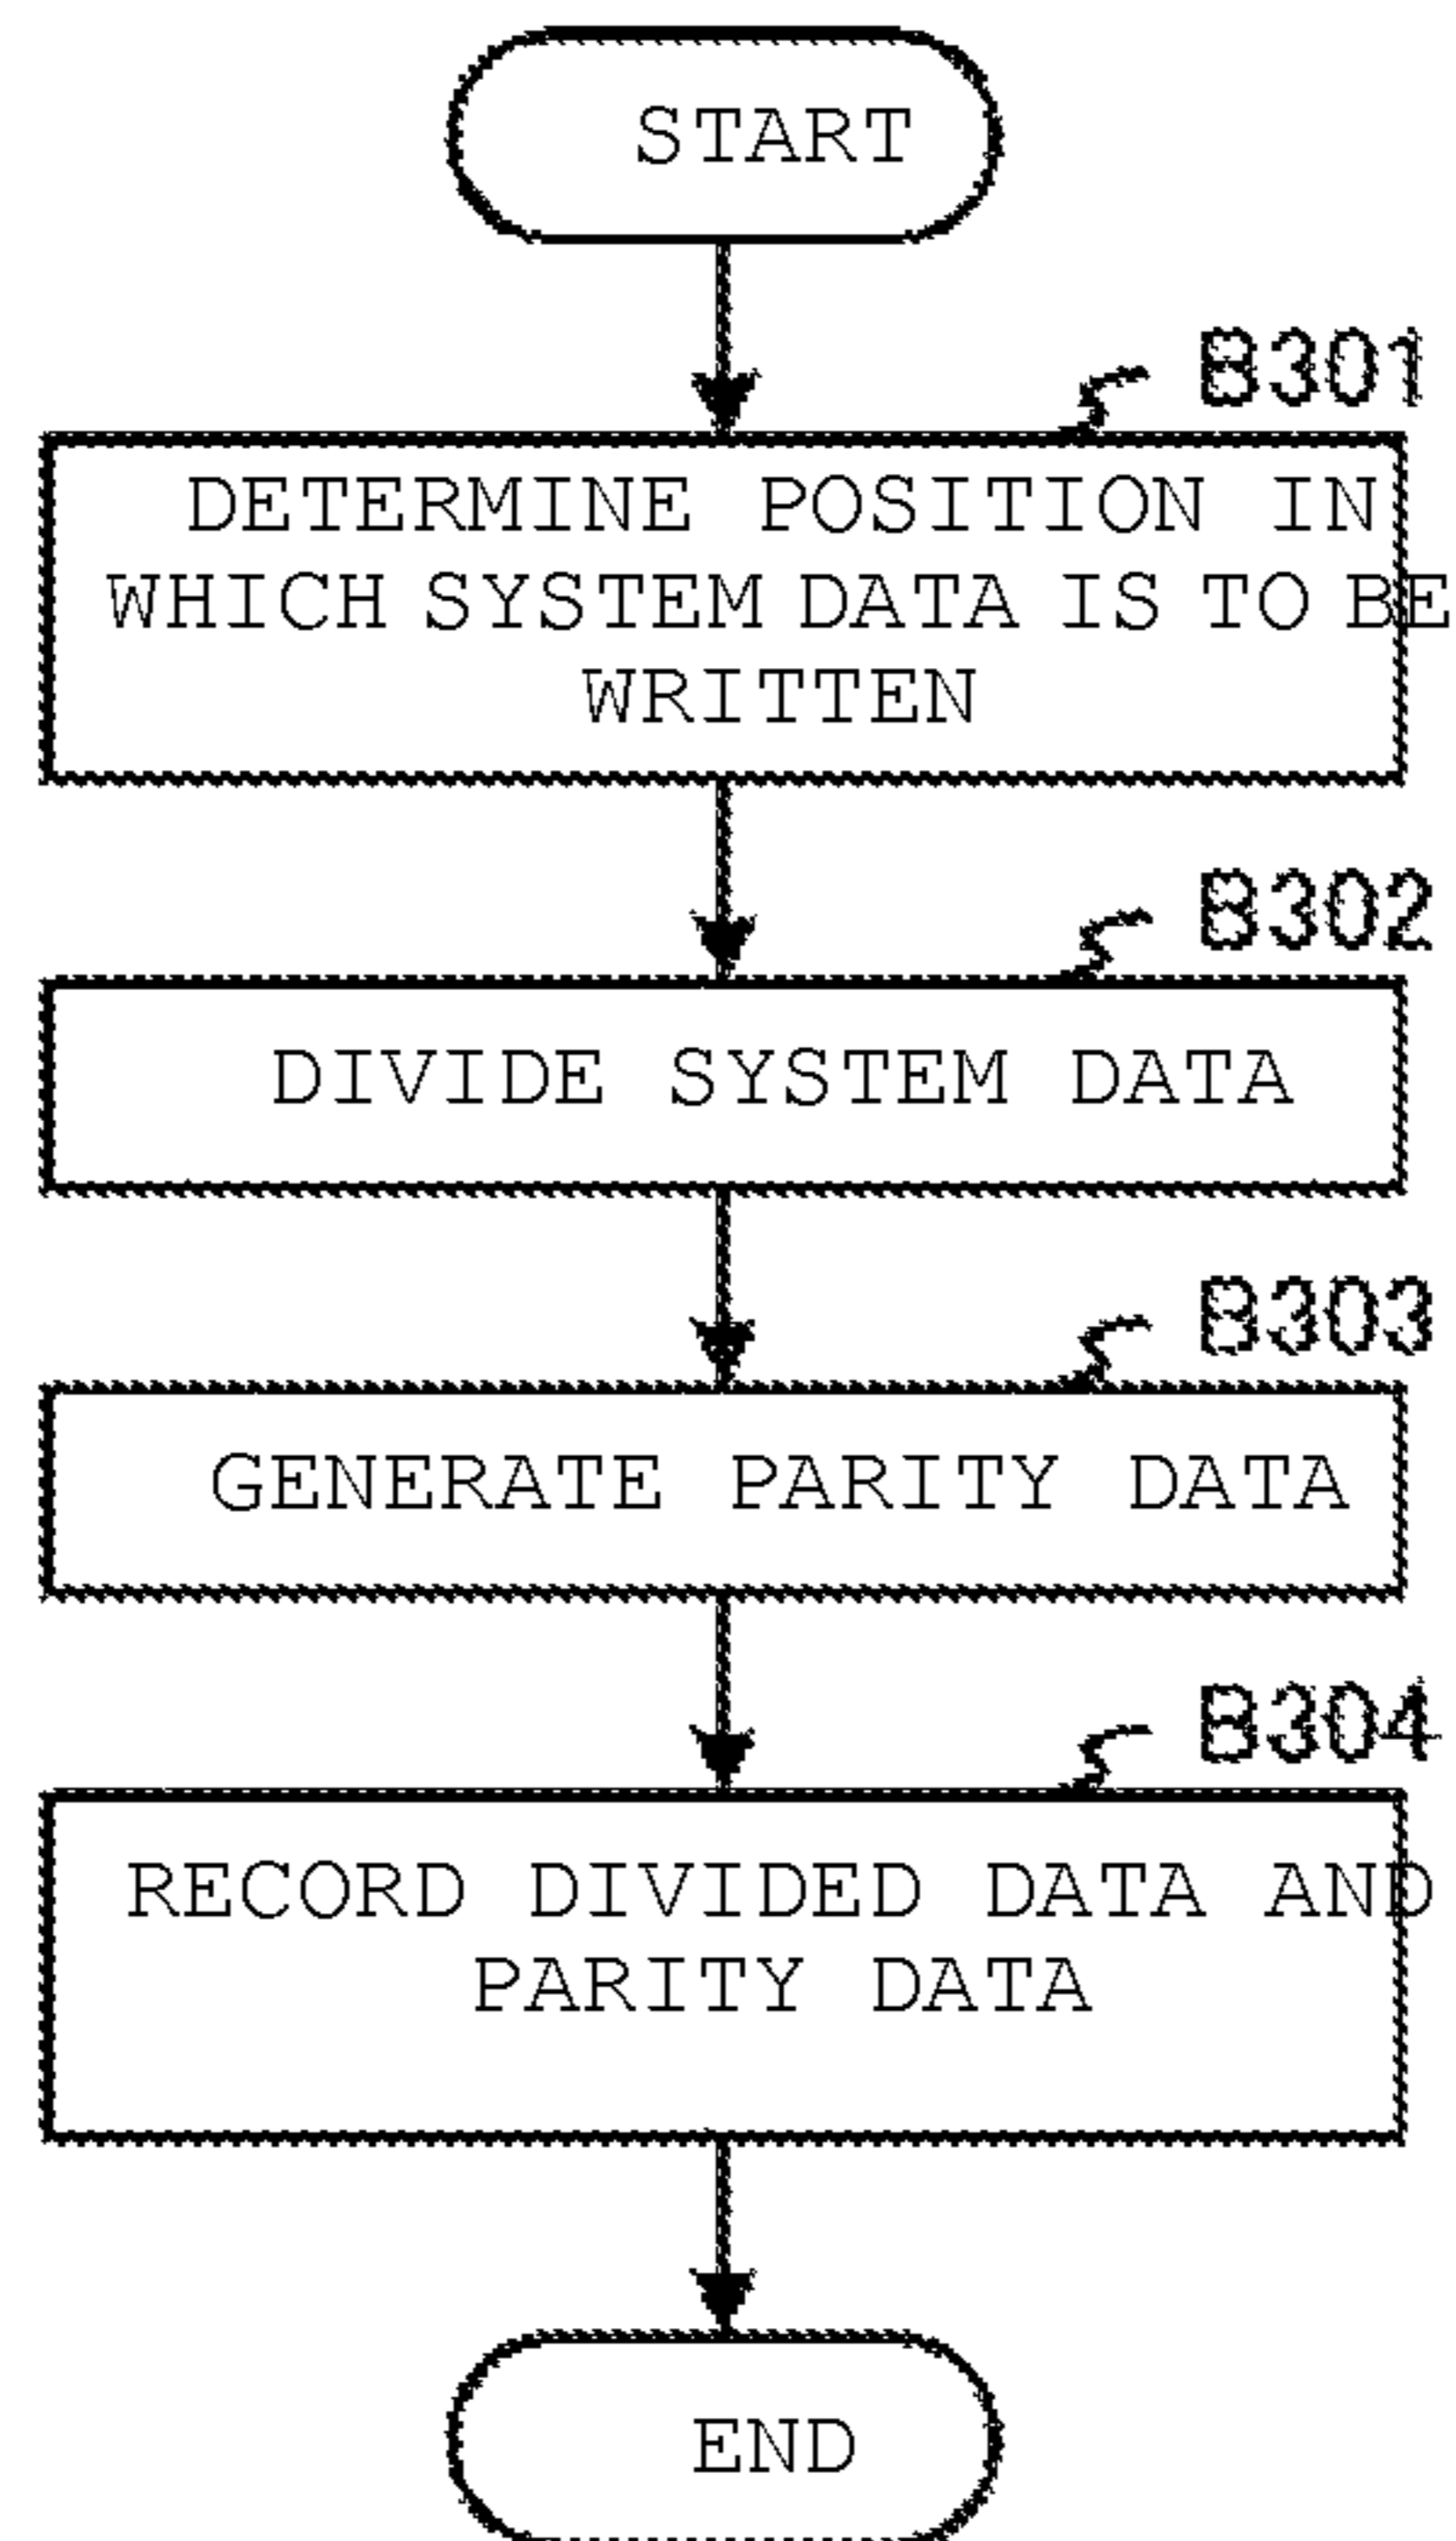 START
B301
DETERMINE POSITION IN
WHICH SYSTEM DATA IS TO BE
WRITTEN
B302
DIVIDE SYSTEM DATA
B303
GENERATE PARITY DATA
B304
RECORD DIVIDED DATA AND
PARITY DATA
END